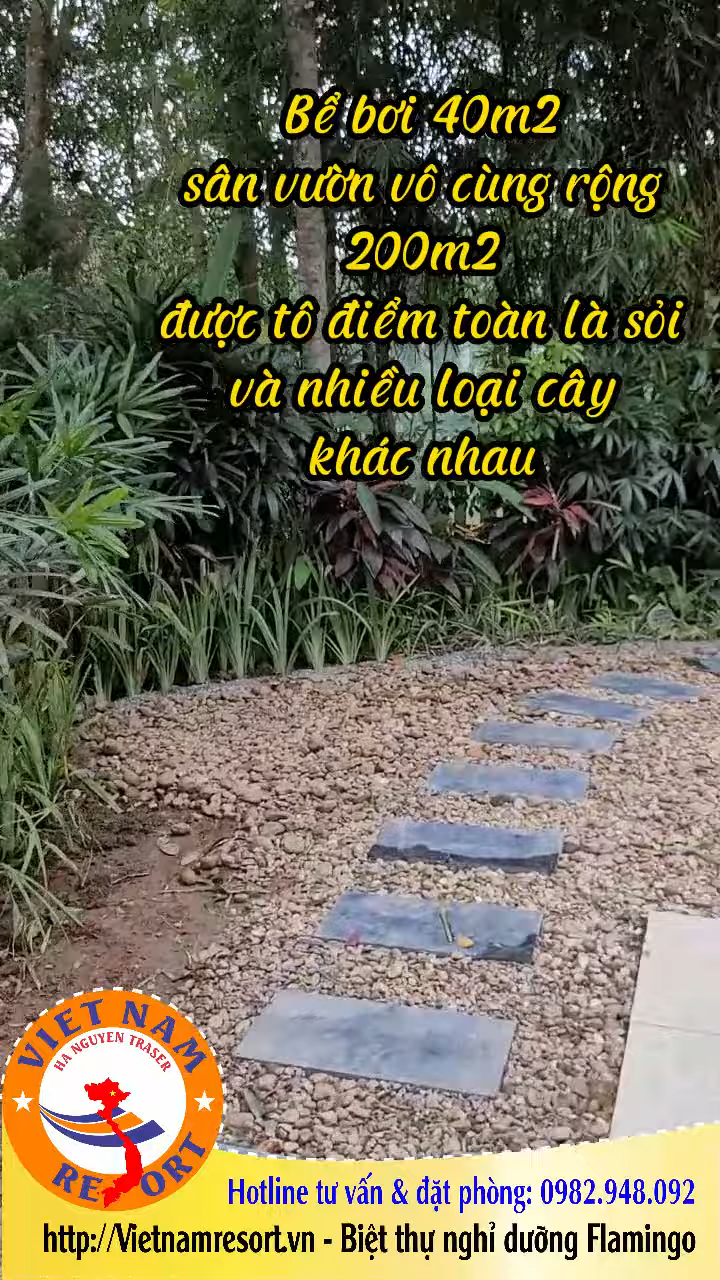 Bể bơi 40m2
sân vườn vô cùng rộng
200m2
được tô điểm toàn là sỏi
và nhiều loại cây
khác nhau
VIET NAM
HA NGUYEN TRASER
RESORT
Hotline tư vấn & đặt phòng: 0982.948.092
http://Vietnamresort.vn - Biệt thự nghỉ dưỡng Flamingo